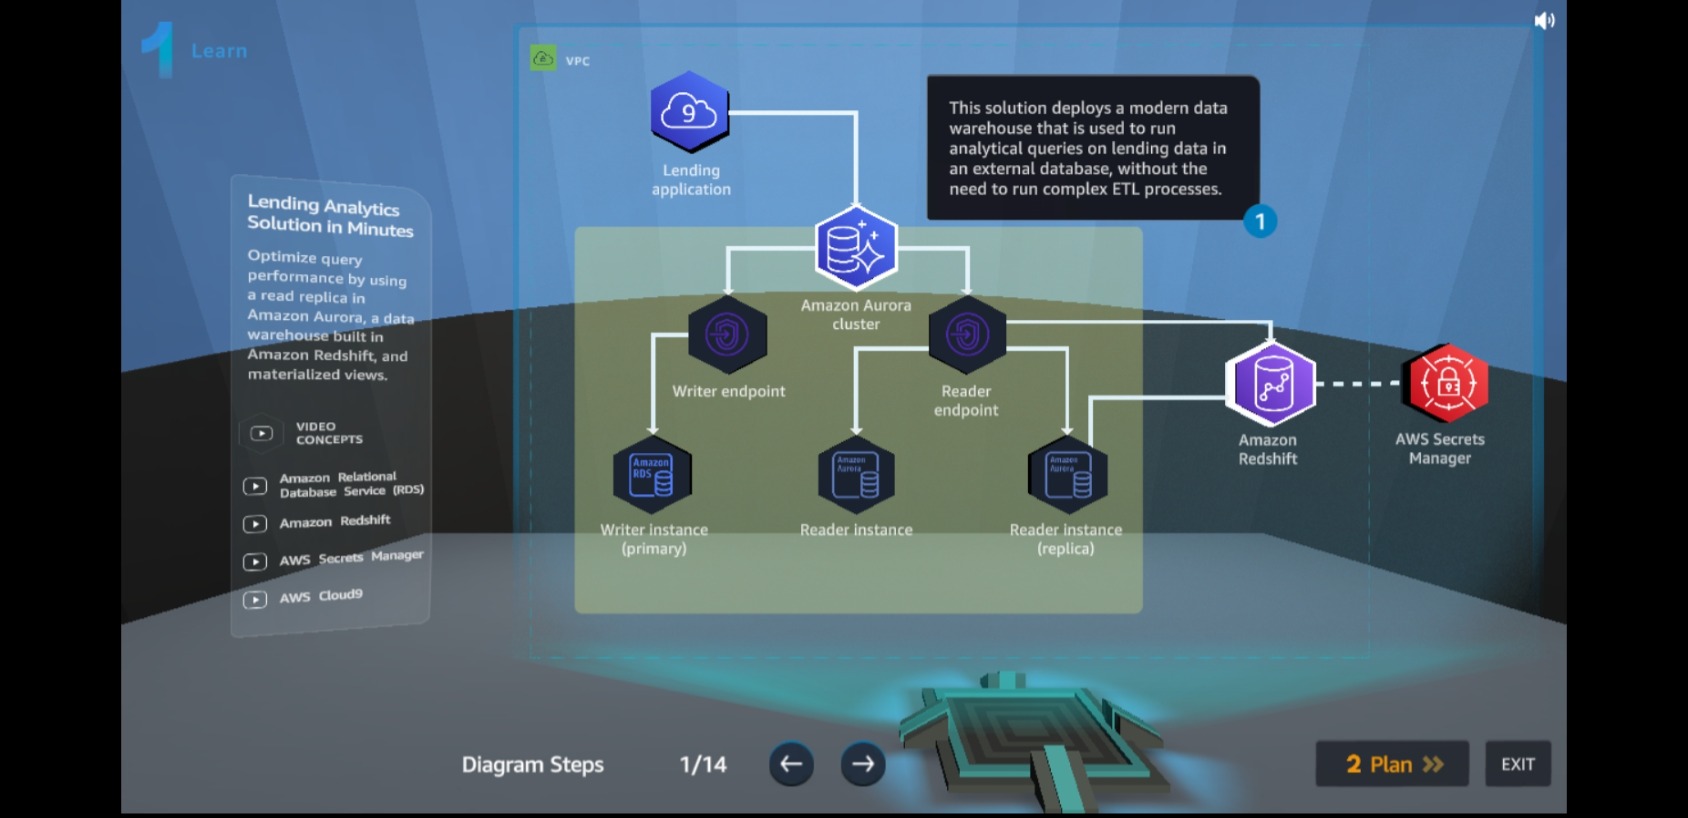 1 Learn
VPC
9
Lending
application
This solution deploys a modern data
warehouse that is used to run
analytical queries on lending data in
an external database, without the
need to run complex ETL processes.
1
Lending Analytics
Solution in Minutes
Optimize query
performance by using
a read replica in
Amazon Aurora, a data
warehouse built in
Amazon Redshift, and
materialized views.
VIDEO
CONCEPTS
Amazon Relational
Database Service (RDS)
Amazon Redshift
AWS Secrets Manager
AWS Cloud9
Amazon Aurora
cluster
Writer endpoint
Reader
endpoint
Amazon
Redshift
AWS Secrets
Manager
Amazon
RDS
Writer instance
(primary)
Amazon
Aurora
Reader instance
Amazon
Aurora
Reader instance
(replica)
Diagram Steps 1/14
2 Plan
EXIT